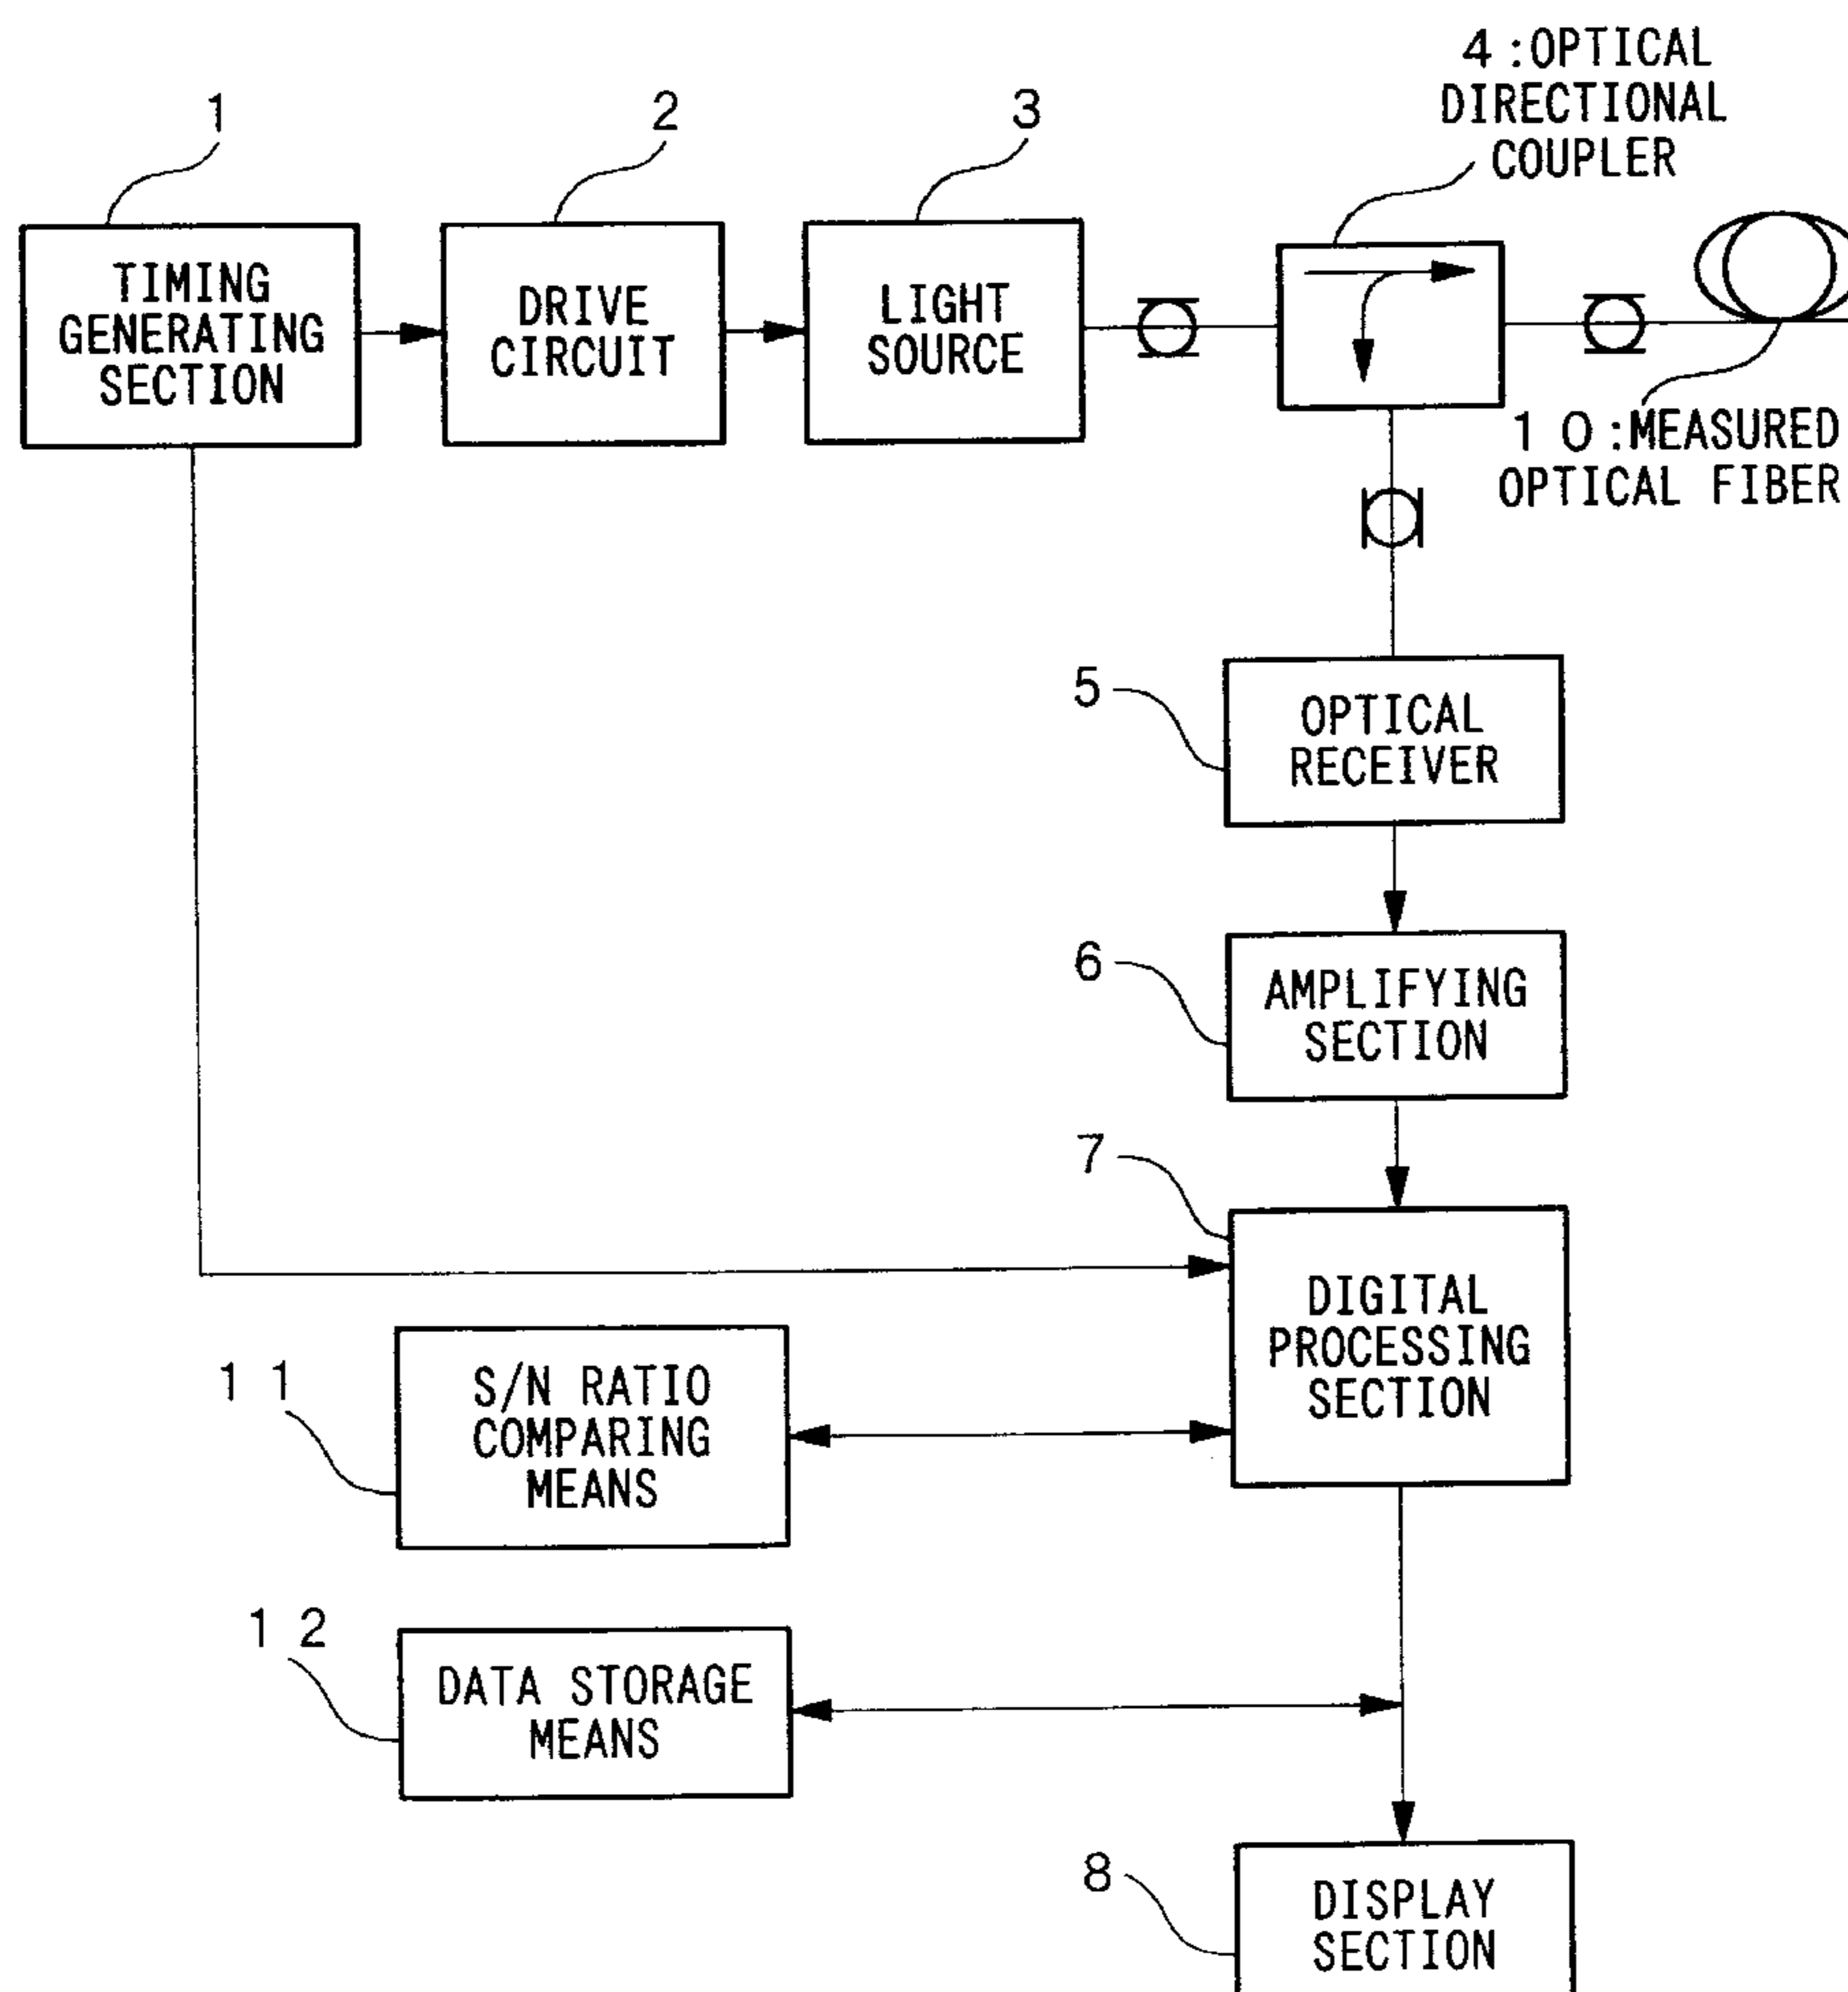 4 :OPTICAL
DIRECTIONAL
COUPLER
1
2
3
TIMING
GENERATING
SECTION
DRIVE
CIRCUIT
LIGHT
SOURCE
1 0 :MEASURED
OPTICAL FIBER
5
OPTICAL
RECEIVER
6
AMPLIFYING
SECTION
7
DIGITAL
PROCESSING
SECTION
1 1
S/N RATIO
COMPARING
MEANS
1 2
DATA STORAGE
MEANS
8
DISPLAY
SECTION